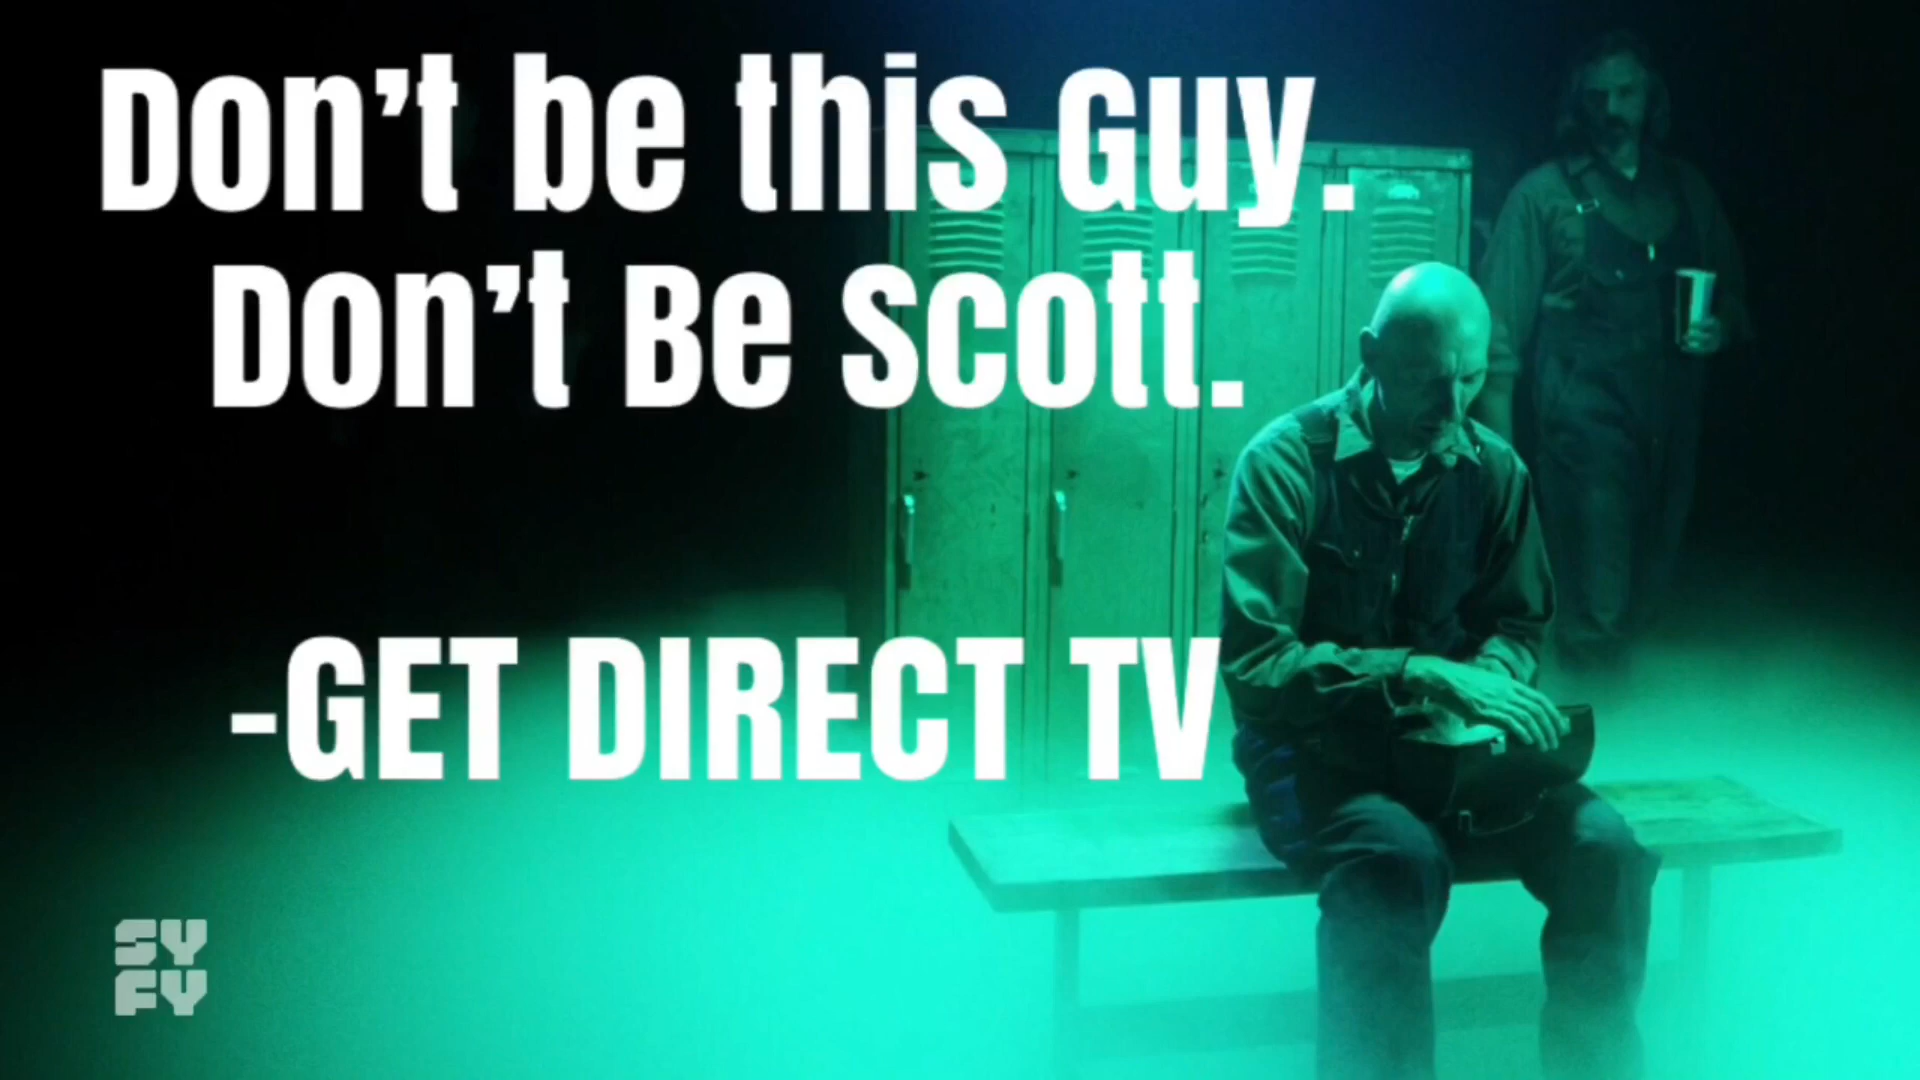 Don’t be this Guy.
Don’t Be Scott.
-GET DIRECT TV
SY
FY